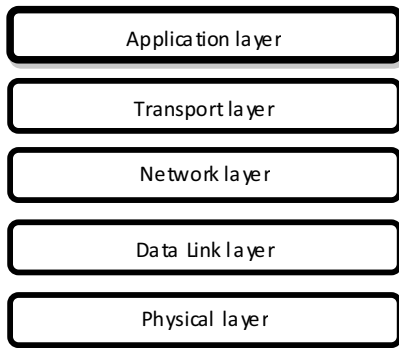 Application layer
Transport layer
Network layer
Data Link layer
Physical layer